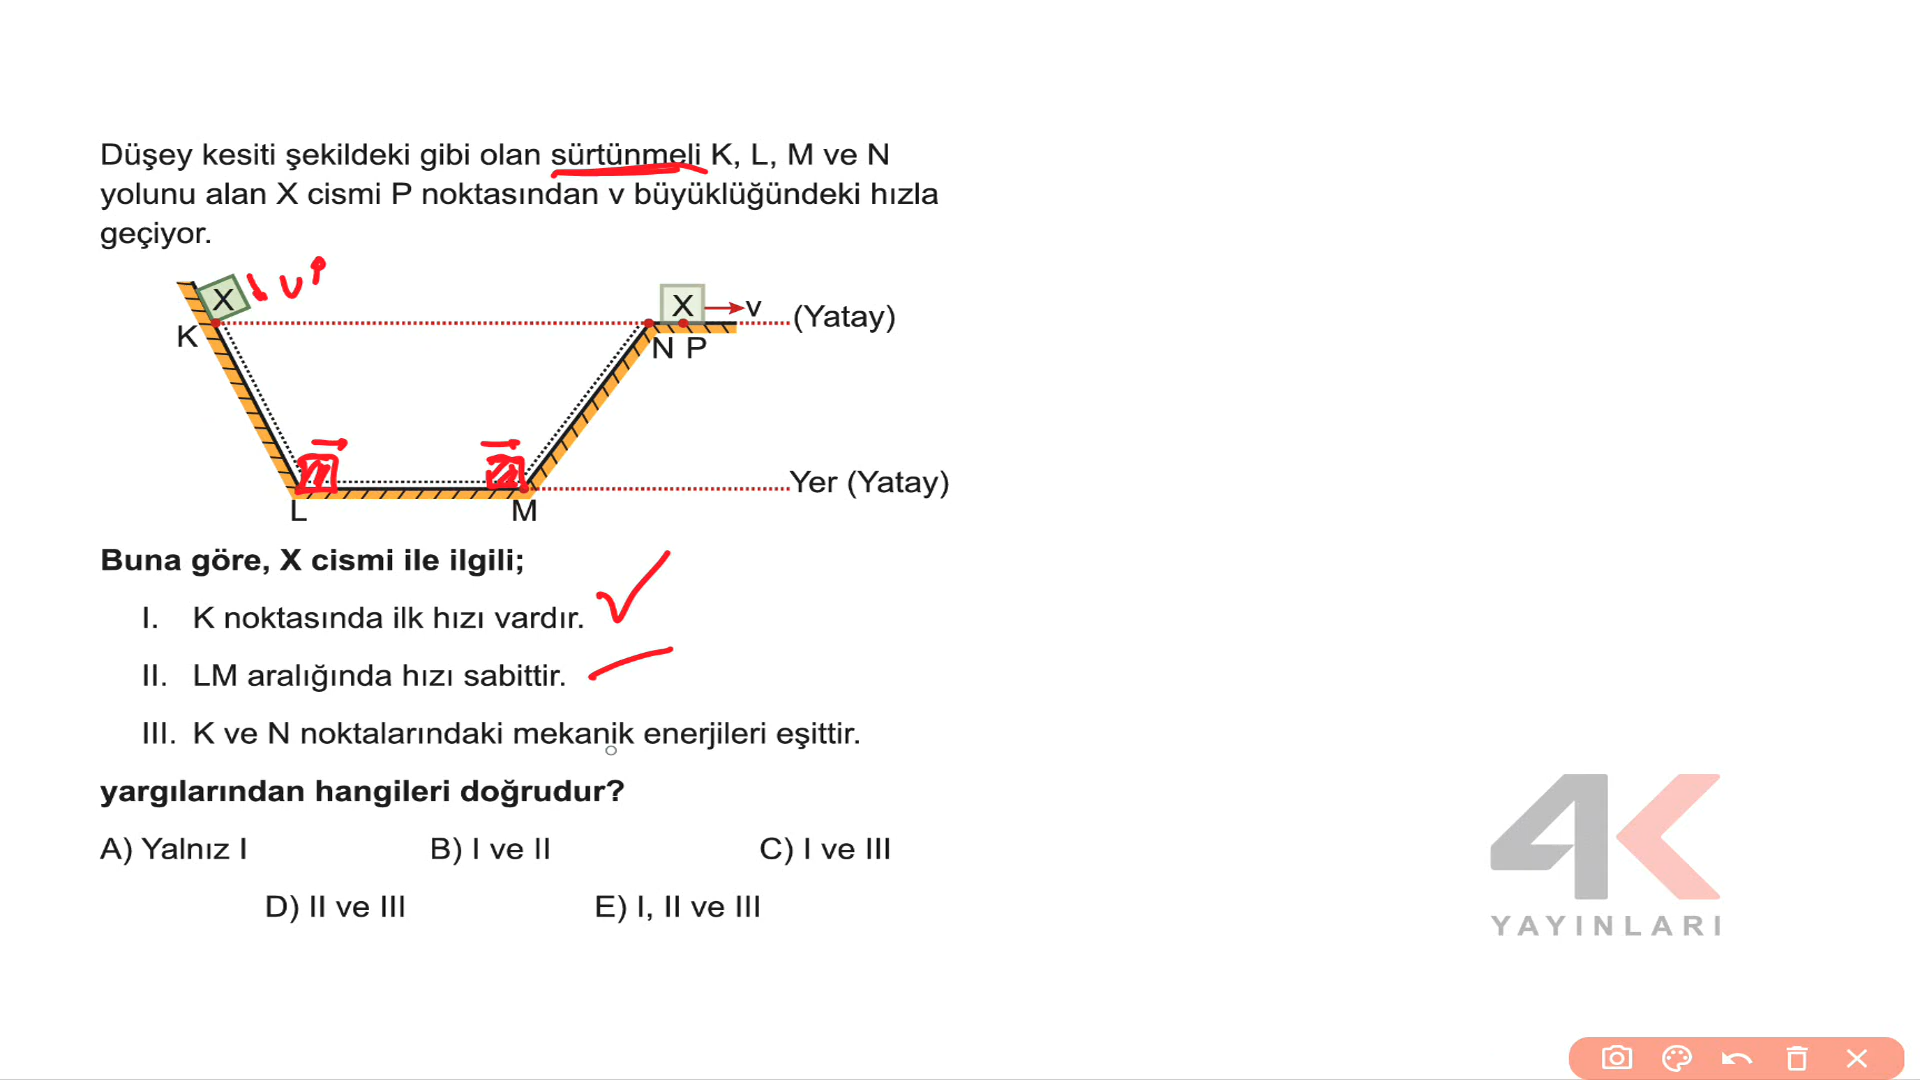 Düşey kesiti şekildeki gibi olan sürtünmeli K, L, M ve N
yolunu alan X cismi P noktasından v büyüklüğündeki hızla
geçiyor.
X
v
X
v
(Yatay)
K
N P
Yer (Yatay)
L
M
Buna göre, X cismi ile ilgili;
I. K noktasında ilk hızı vardır.
II. LM aralığında hızı sabittir.
III. K ve N noktalarındaki mekanik enerjileri eşittir.
yargılarından hangileri doğrudur?
A) Yalnız I
B) I ve II
C) I ve III
D) II ve III
E) I, II ve III
4K
YAYINLARI